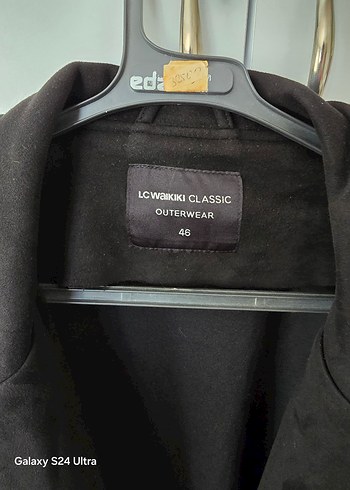 LC WAIKIKI CLASSIC
OUTERWEAR
46
Galaxy S24 Ultra